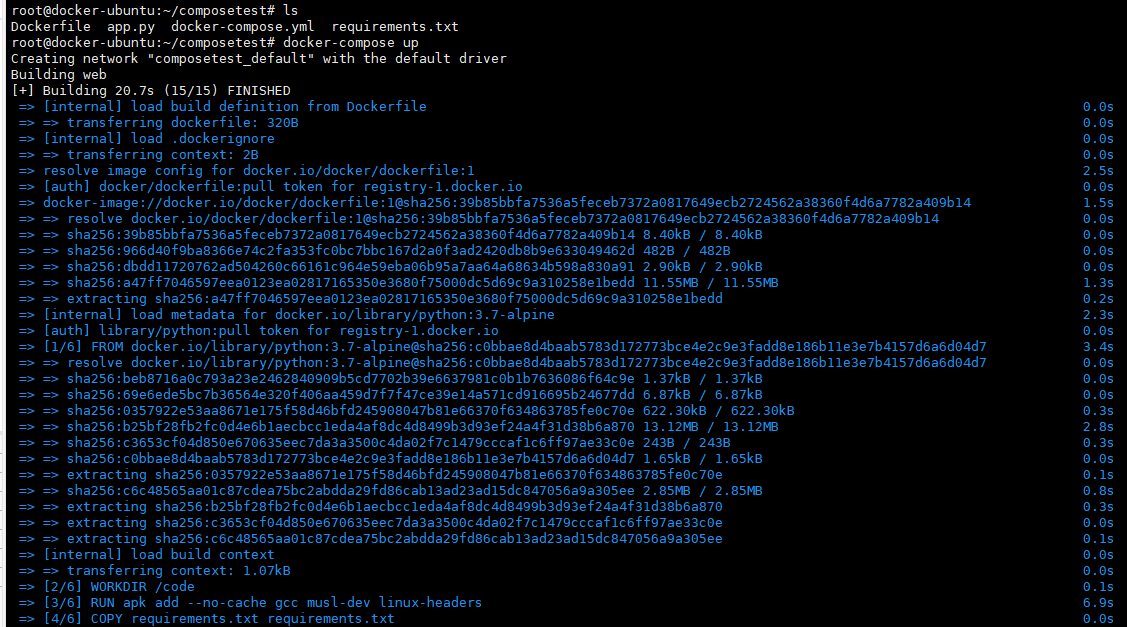 root@docker-ubuntu:~/composetest# ls
Dockerfile  app.py  docker-compose.yml  requirements.txt
root@docker-ubuntu:~/composetest# docker-compose up
Creating network "composetest_default" with the default driver
Building web
[+] Building 20.7s (15/15) FINISHED
=> [internal] load build definition from Dockerfile 0.0s
=> => transferring dockerfile: 320B 0.0s
=> [internal] load .dockerignore 0.0s
=> => transferring context: 2B 0.0s
=> resolve image config for docker.io/docker/dockerfile:1 2.5s
=> [auth] docker/dockerfile:pull token for registry-1.docker.io 0.0s
=> docker-image://docker.io/docker/dockerfile:1@sha256:39b85bbfa7536a5feceb7372a0817649ecb2724562a38360f4d6a7782a409b14 1.5s
=> => resolve docker.io/docker/dockerfile:1@sha256:39b85bbfa7536a5feceb7372a0817649ecb2724562a38360f4d6a7782a409b14 0.0s
=> => sha256:39b85bbfa7536a5feceb7372a0817649ecb2724562a38360f4d6a7782a409b14 8.40kB / 8.40kB 0.0s
=> => sha256:966d40f9ba8366e74c2fa353fc0bc7bbc167d2a0f3ad2420db8b9e633049462d 482B / 482B 0.0s
=> => sha256:dbdd11720762ad504260c66161c964e59eba06b95a7aa64a68634b598a830a91 2.90kB / 2.90kB 0.0s
=> => sha256:a47ff7046597eea0123ea02817165350e3680f75000dc5d69c9a310258e1bedd 11.55MB / 11.55MB 1.3s
=> => extracting sha256:a47ff7046597eea0123ea02817165350e3680f75000dc5d69c9a310258e1bedd 0.2s
=> [internal] load metadata for docker.io/library/python:3.7-alpine 2.3s
=> [auth] library/python:pull token for registry-1.docker.io 0.0s
=> [1/6] FROM docker.io/library/python:3.7-alpine@sha256:c0bbae8d4baab5783d172773bce4e2c9e3fadd8e186b11e3e7b4157d6a6d04d7 3.4s
=> => resolve docker.io/library/python:3.7-alpine@sha256:c0bbae8d4baab5783d172773bce4e2c9e3fadd8e186b11e3e7b4157d6a6d04d7 0.0s
=> => sha256:beb8716a0c793a23e2462840909b5cd7702b39e6637981c0b1b7636086f64c9e 1.37kB / 1.37kB 0.0s
=> => sha256:69e6ede5bc7b36564e320f406aa459d7f7f47ce39e14a571cd916695b24677dd 6.87kB / 6.87kB 0.0s
=> => sha256:0357922e53aa8671e175f58d46bfd245908047b81e66370f634863785fe0c70e 622.30kB / 622.30kB 0.3s
=> => sha256:b25bf28fb2fc0d4e6b1aecbcc1eda4af8dc4d8499b3d93ef24a4f31d38b6a870 13.12MB / 13.12MB 2.8s
=> => sha256:c3653cf04d850e670635eec7da3a3500c4da02f7c1479cccaf1c6ff97ae33c0e 243B / 243B 0.3s
=> => sha256:c0bbae8d4baab5783d172773bce4e2c9e3fadd8e186b11e3e7b4157d6a6d04d7 1.65kB / 1.65kB 0.0s
=> => extracting sha256:0357922e53aa8671e175f58d46bfd245908047b81e66370f634863785fe0c70e 0.1s
=> => sha256:c6c48565aa01c87cdea75bc2abdda29fd86cab13ad23ad15dc847056a9a305ee 2.85MB / 2.85MB 0.8s
=> => extracting sha256:b25bf28fb2fc0d4e6b1aecbcc1eda4af8dc4d8499b3d93ef24a4f31d38b6a870 0.3s
=> => extracting sha256:c3653cf04d850e670635eec7da3a3500c4da02f7c1479cccaf1c6ff97ae33c0e 0.0s
=> => extracting sha256:c6c48565aa01c87cdea75bc2abdda29fd86cab13ad23ad15dc847056a9a305ee 0.1s
=> [internal] load build context 0.0s
=> => transferring context: 1.07kB 0.0s
=> [2/6] WORKDIR /code 0.1s
=> [3/6] RUN apk add --no-cache gcc musl-dev linux-headers 6.9s
=> [4/6] COPY requirements.txt requirements.txt 0.0s